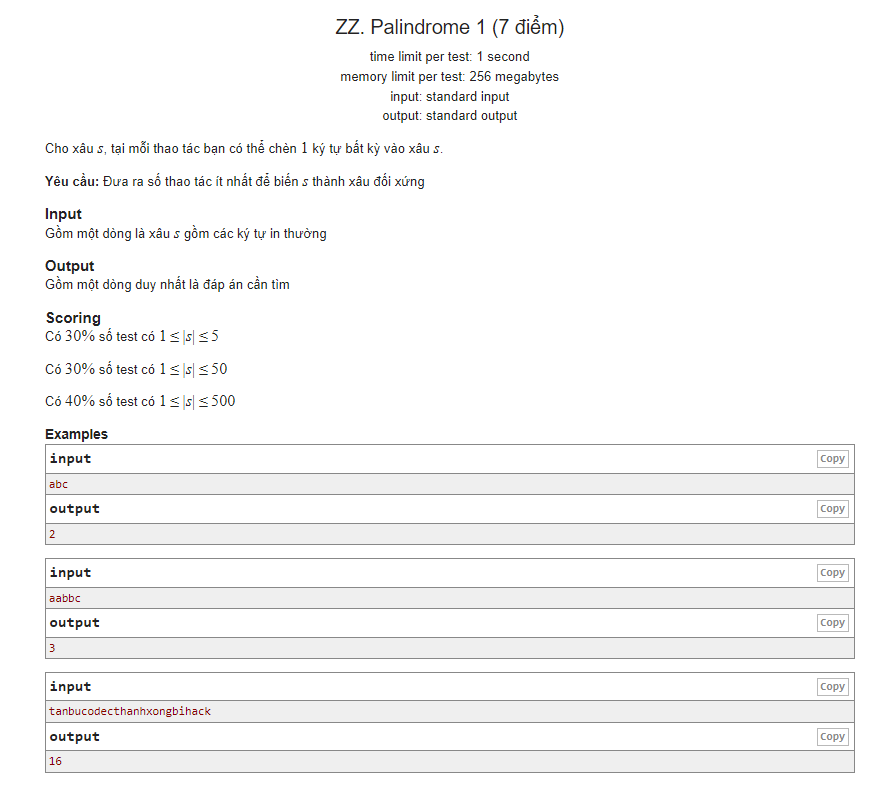 ZZ. Palindrome 1 (7 điểm)
time limit per test: 1 second
memory limit per test: 256 megabytes
input: standard input
output: standard output
Cho xâu s, tại mỗi thao tác bạn có thể chèn 1 ký tự bất kỳ vào xâu s.
Yêu cầu: Đưa ra số thao tác ít nhất để biến s thành xâu đối xứng
Input
Gồm một dòng là xâu s gồm các ký tự in thường
Output
Gồm một dòng duy nhất là đáp án cần tìm
Scoring
Có 30% số test có 1 ≤ |s| ≤ 5
Có 30% số test có 1 ≤ |s| ≤ 50
Có 40% số test có 1 ≤ |s| ≤ 500
Examples
input Copy
abc
output Copy
2
input Copy
aabbc
output Copy
3
input Copy
tanbucodecthanhxongbihack
output Copy
16